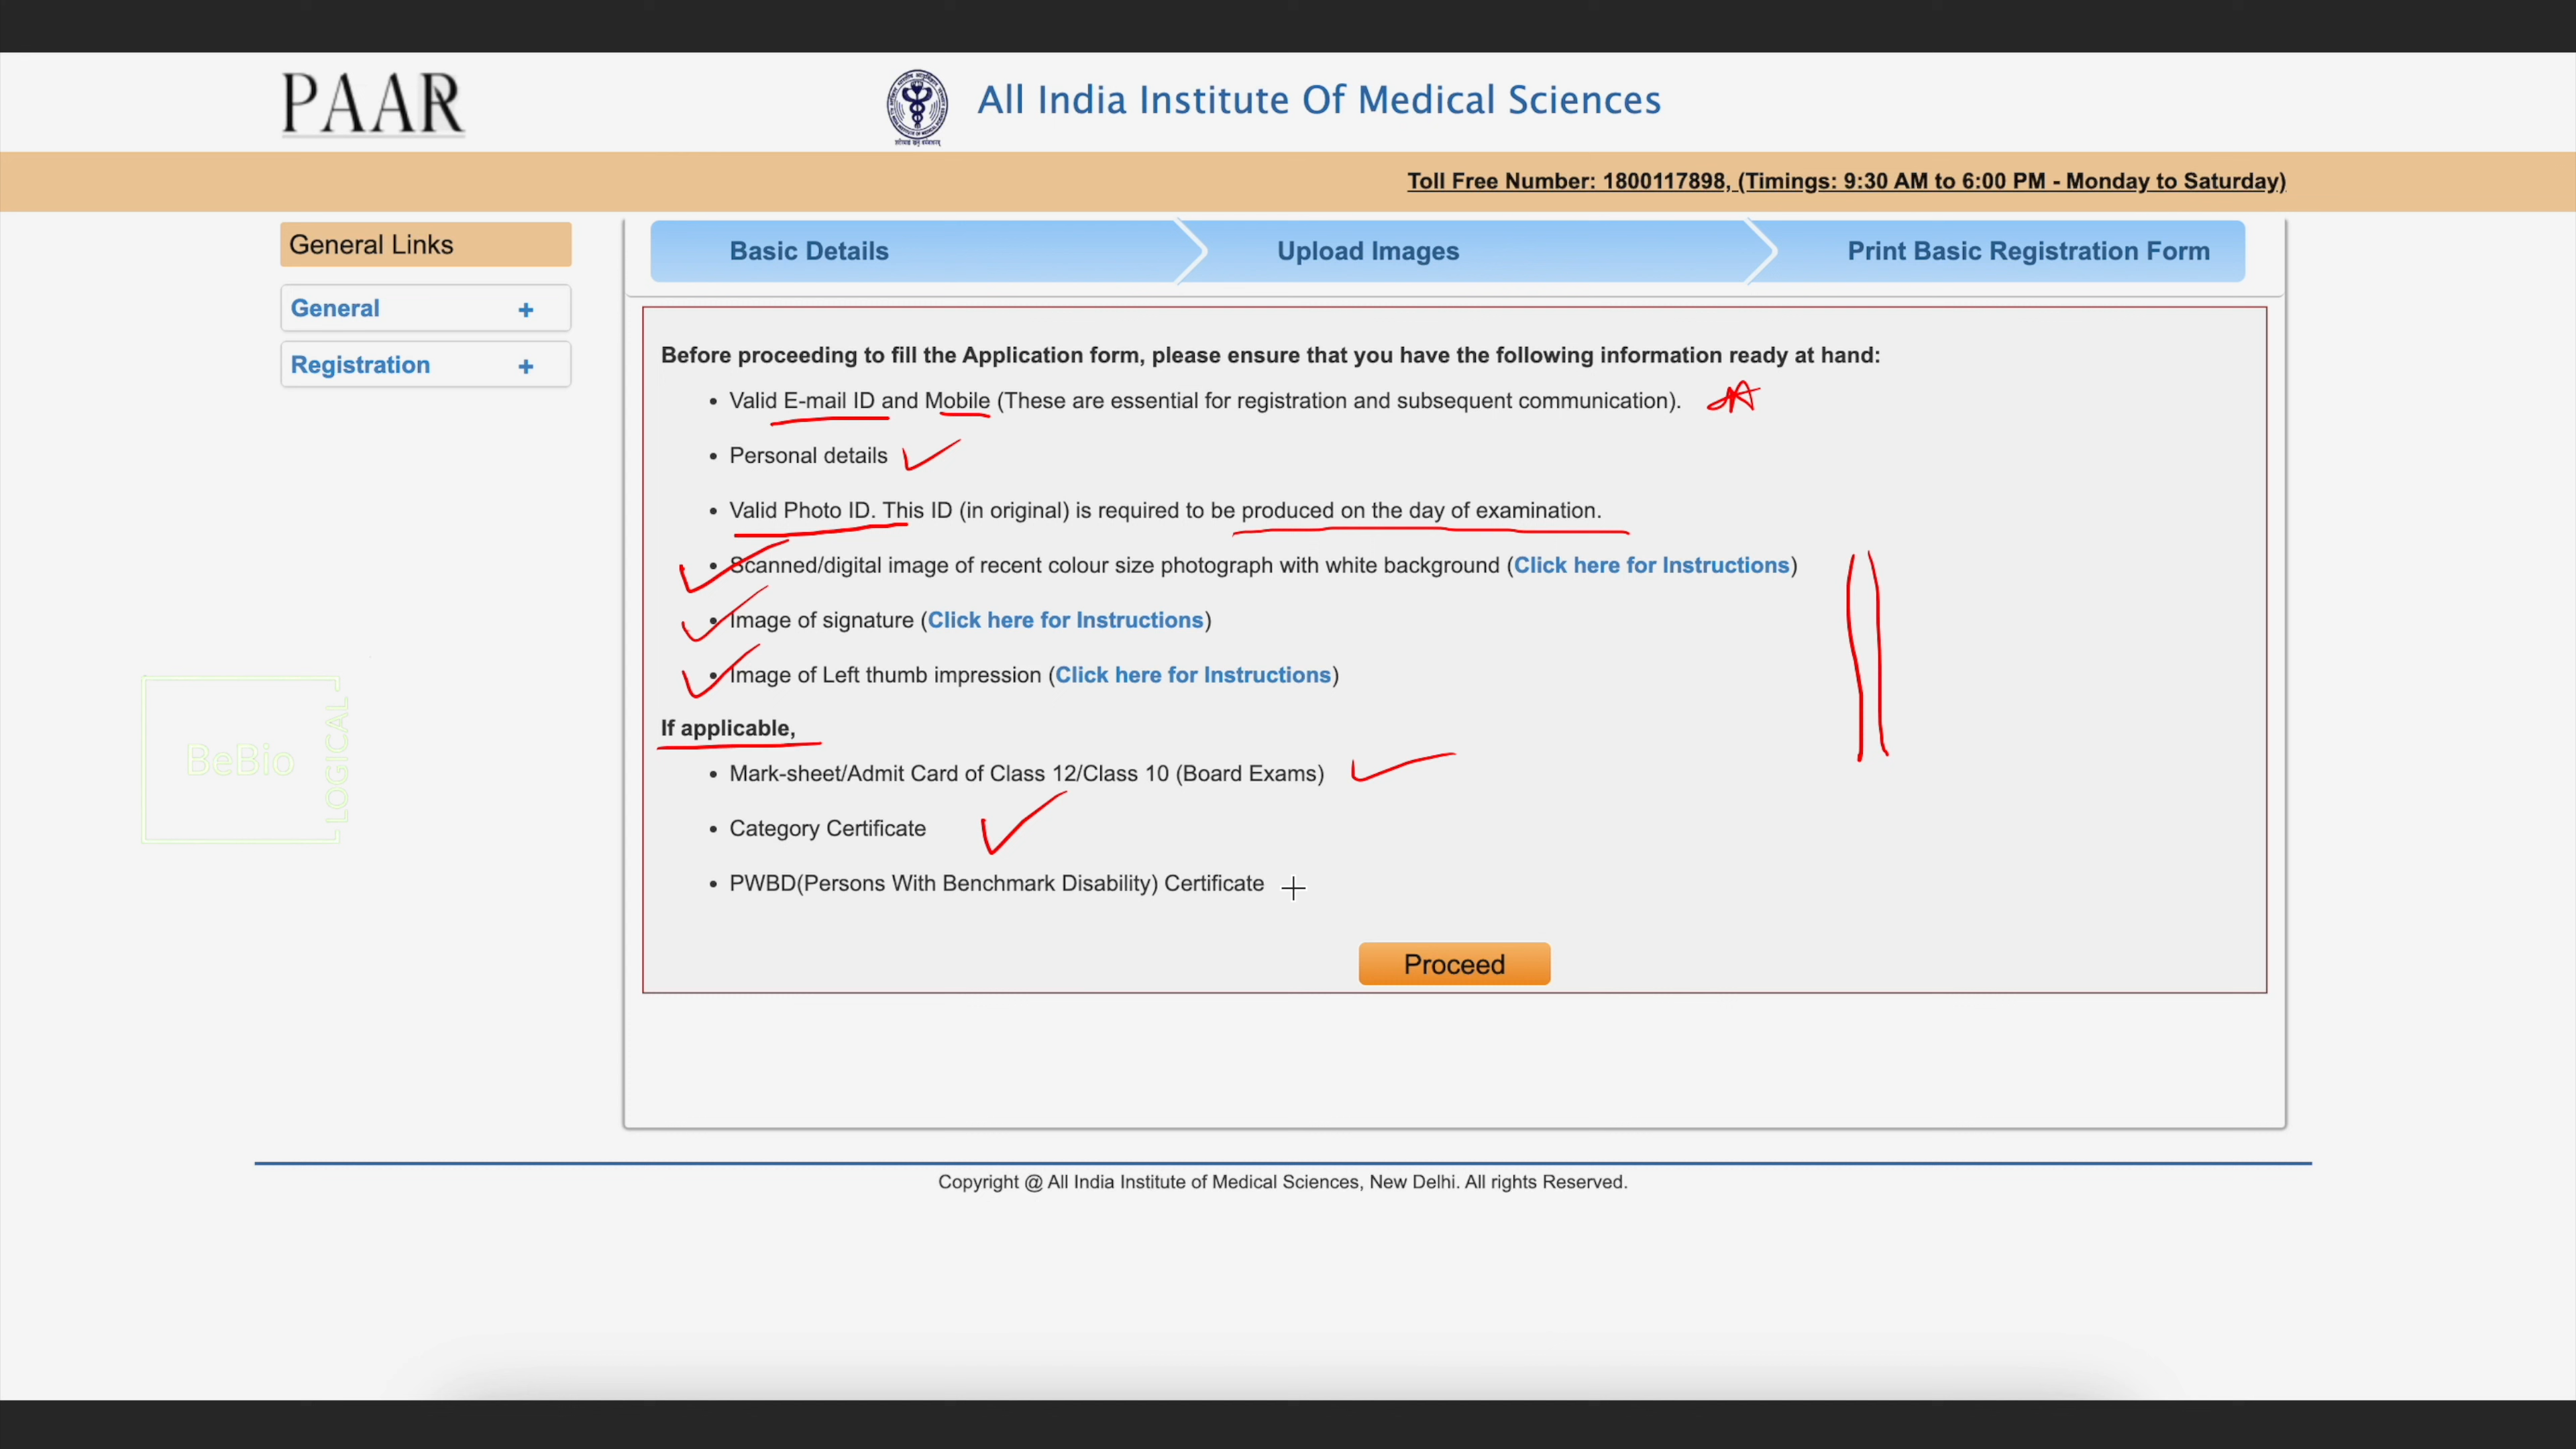 PAAR
All India Institute Of Medical Sciences
Toll Free Number: 1800117898, (Timings: 9:30 AM to 6:00 PM - Monday to Saturday)
General Links
General +
Registration +
Basic Details
Upload Images
Print Basic Registration Form
Before proceeding to fill the Application form, please ensure that you have the following information ready at hand:
• Valid E-mail ID and Mobile (These are essential for registration and subsequent communication).
• Personal details
• Valid Photo ID. This ID (in original) is required to be produced on the day of examination.
• Scanned/digital image of recent colour size photograph with white background (Click here for Instructions)
• Image of signature (Click here for Instructions)
• Image of Left thumb impression (Click here for Instructions)
If applicable,
• Mark-sheet/Admit Card of Class 12/Class 10 (Board Exams)
• Category Certificate
• PWBD(Persons With Benchmark Disability) Certificate
Proceed
BeBio
LOGICAL
Copyright @ All India Institute of Medical Sciences, New Delhi. All rights Reserved.